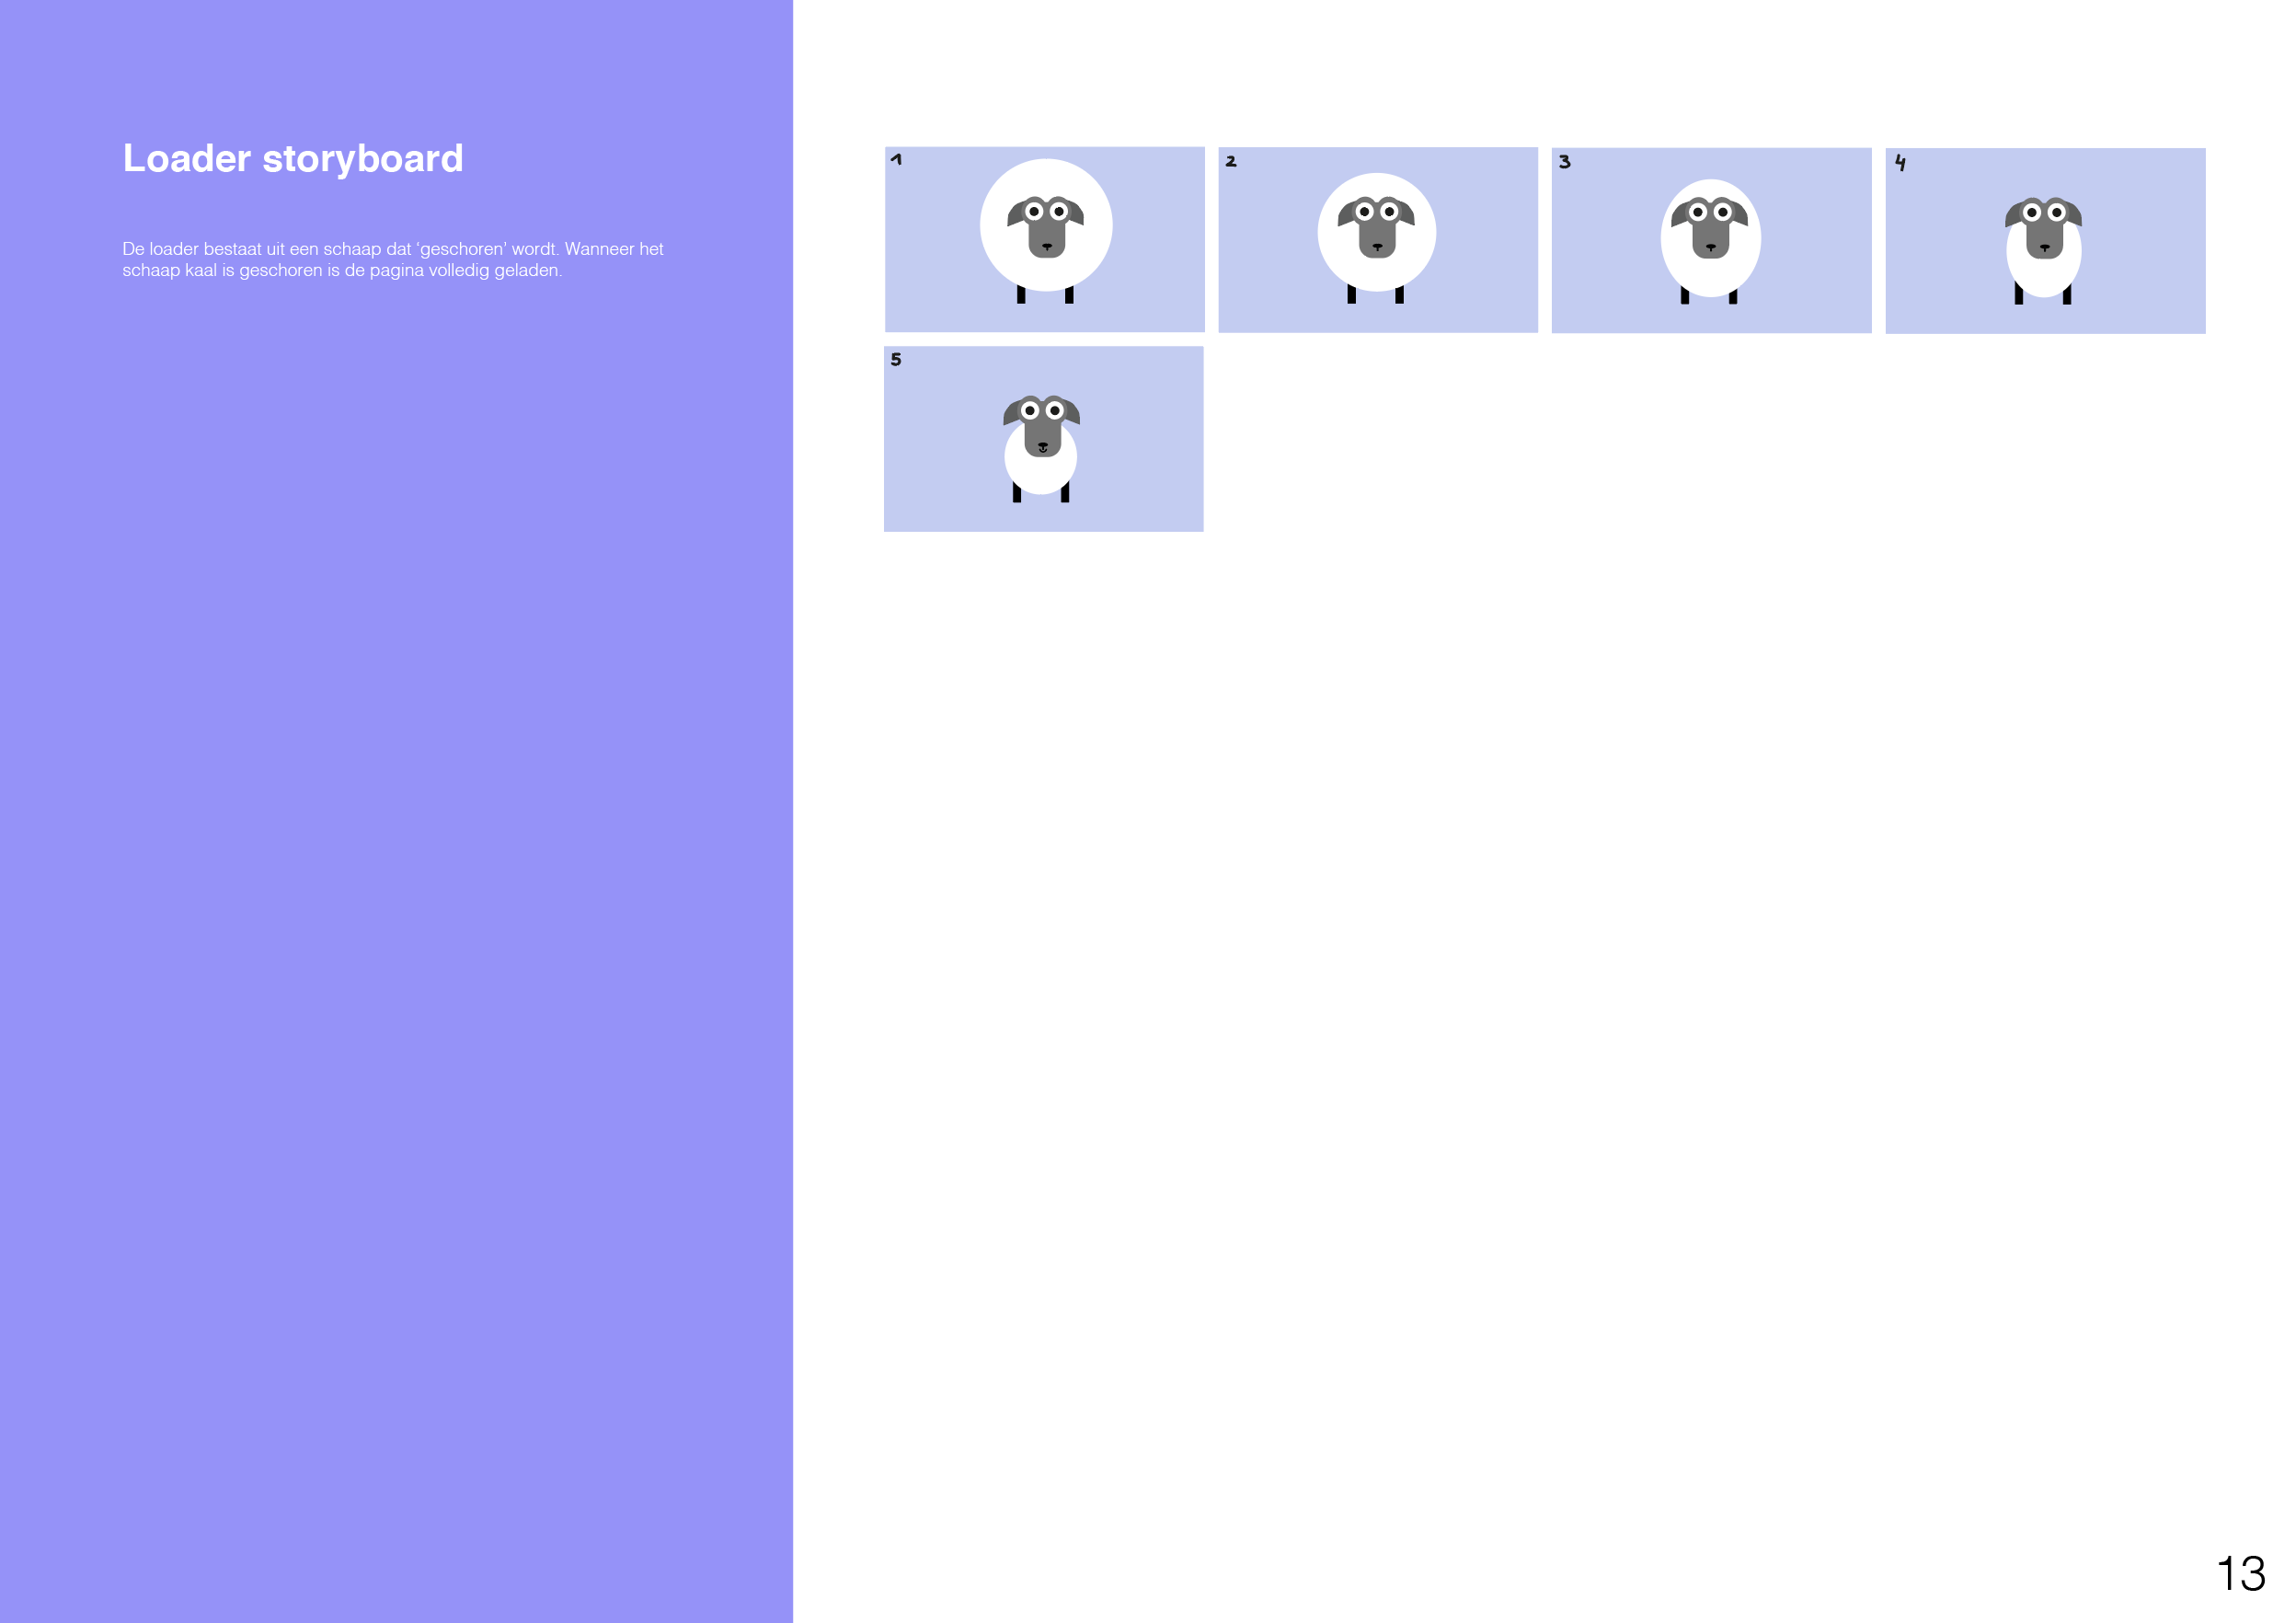 Loader storyboard
De loader bestaat uit een schaap dat ‘geschoren’ wordt. Wanneer het
schaap kaal is geschoren is de pagina volledig geladen.
1
2
3
4
5
13